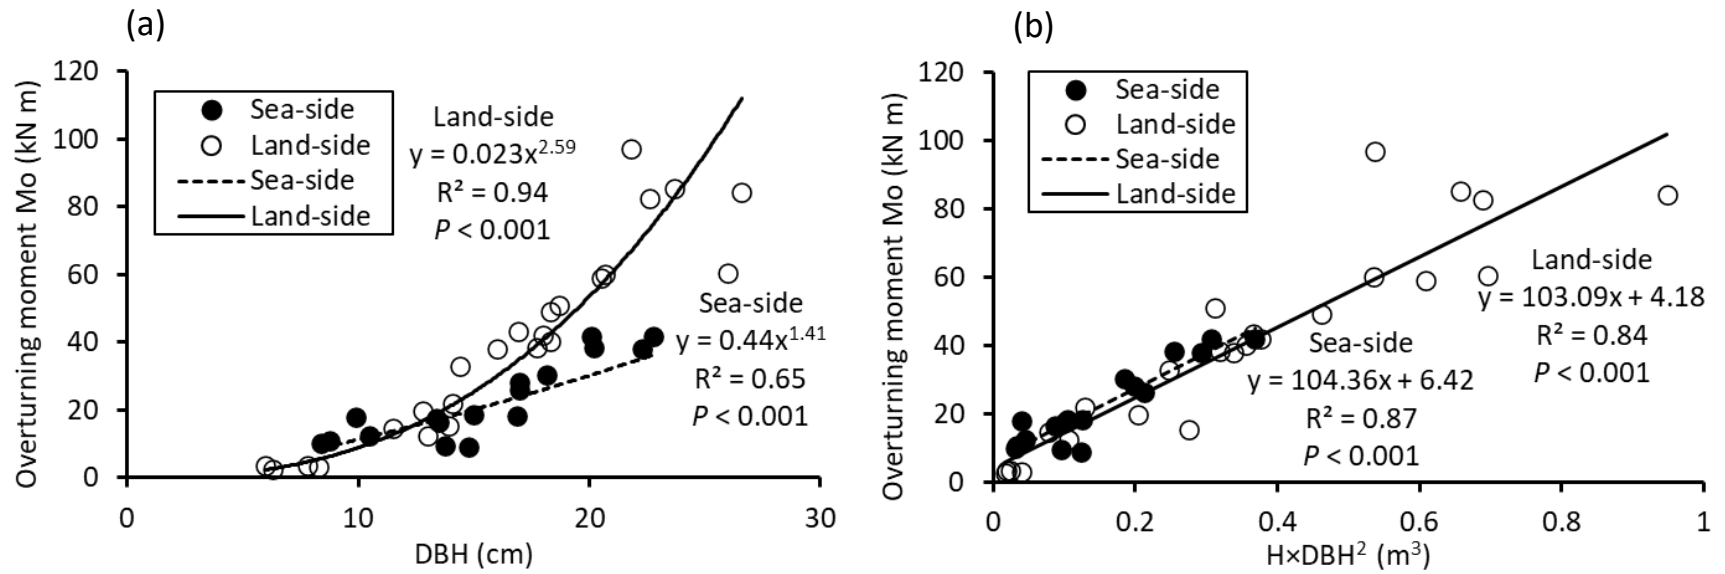 (a)
120
100
80
60
40
20
0
0
10
20
30
Overturning moment Mo (kN m)
DBH (cm)
Sea-side
Land-side
Sea-side
Land-side
Land-side
y = 0.023x^2.59
R² = 0.94
P < 0.001
Sea-side
y = 0.44x^1.41
R² = 0.65
P < 0.001
(b)
120
100
80
60
40
20
0
0
0.2
0.4
0.6
0.8
1
Overturning moment Mo (kN m)
H×DBH² (m³)
Sea-side
Land-side
Sea-side
Land-side
Land-side
y = 103.09x + 4.18
R² = 0.84
P < 0.001
Sea-side
y = 104.36x + 6.42
R² = 0.87
P < 0.001